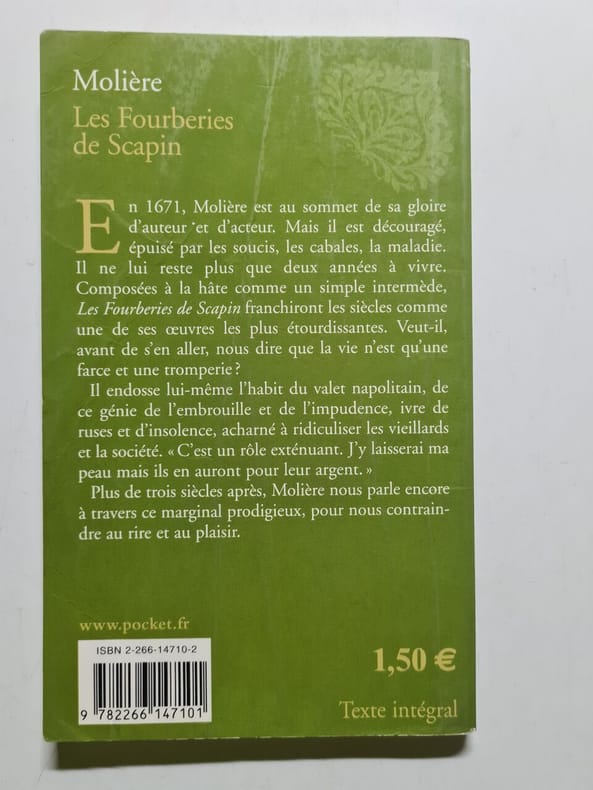 Molière
Les Fourberies
de Scapin
En 1671, Molière est au sommet de sa gloire
d'auteur et d'acteur. Mais il est découragé,
épuisé par les soucis, les cabales, la maladie.
Il ne lui reste plus que deux années à vivre.
Composées à la hâte comme un simple intermède,
Les Fourberies de Scapin franchiront les siècles comme
une de ses œuvres les plus étourdissantes. Veut-il,
avant de s'en aller, nous dire que la vie n'est qu'une
farce et une tromperie ?
Il endosse lui-même l'habit du valet napolitain, de
ce génie de l'embrouille et de l'impudence, ivre de
ruses et d'insolence, acharné à ridiculiser les vieillards
et la société. « C'est un rôle exténuant. J'y laisserai ma
peau mais ils en auront pour leur argent. »
Plus de trois siècles après, Molière nous parle encore
à travers ce marginal prodigieux, pour nous contrain-
dre au rire et au plaisir.
www.pocket.fr
ISBN 2-266-14710-2
9 782266 147101
1,50 €
Texte intégral